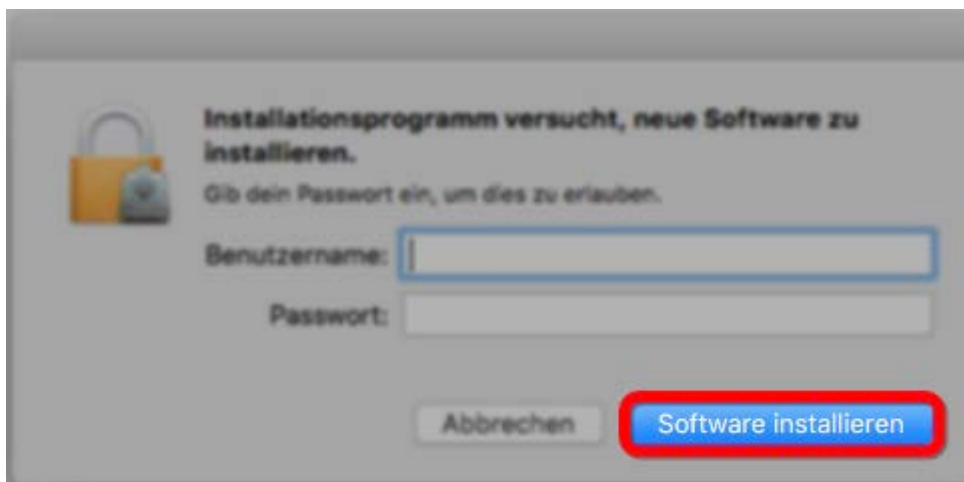 Installationsprogramm versucht, neue Software zu
installieren.
Gib dein Passwort ein, um dies zu erlauben.
Benutzername:
Passwort:
Abbrechen Software installieren